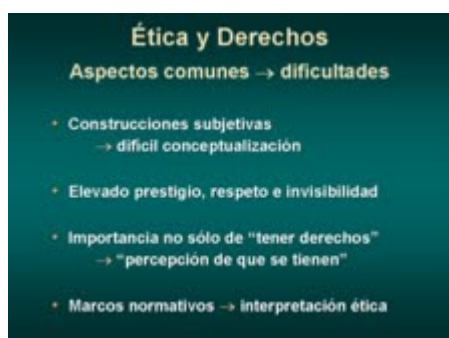 Ética y Derechos
Aspectos comunes → dificultades
• Construcciones subjetivas
→ difícil conceptualización
• Elevado prestigio, respeto e invisibilidad
• Importancia no sólo de “tener derechos”
→ “percepción de que se tienen”
• Marcos normativos → interpretación ética